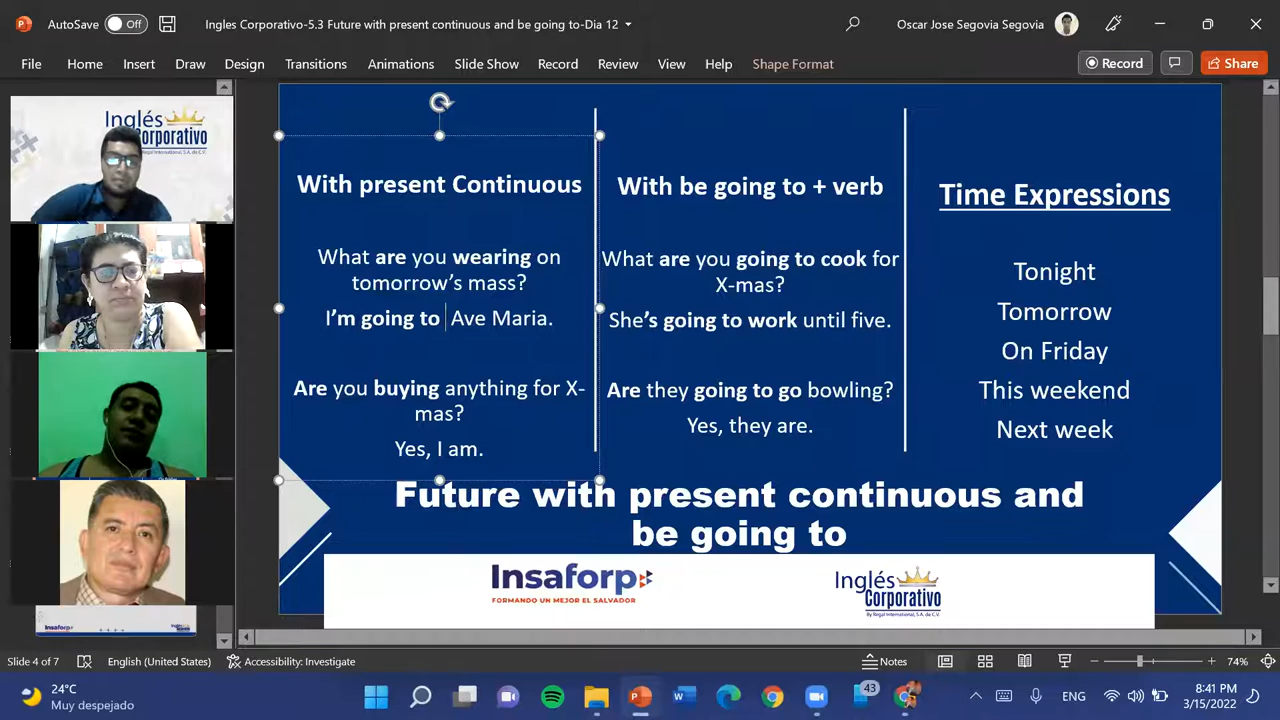 AutoSave Off Ingles Corporativo-5.3 Future with present continuous and be going to-Dia 12 Oscar Jose Segovia Segovia
File Home Insert Draw Design Transitions Animations Slide Show Record Review View Help Shape Format Record Share
Inglés
Corporativo
With present Continuous
What are you wearing on
tomorrow's mass?
I'm going to Ave Maria.
Are you buying anything for X-
mas?
Yes, I am.
With be going to + verb
What are you going to cook for
X-mas?
She's going to work until five.
Are they going to go bowling?
Yes, they are.
Time Expressions
Tonight
Tomorrow
On Friday
This weekend
Next week
Future with present continuous and
be going to
Insaforp
FORMANDO UN MEJOR EL SALVADOR
Inglés
Corporativo
By Regal International, S.A. de C.V.
Insaforp
Slide 4 of 7 English (United States) Accessibility: Investigate Notes 74%
24°C
Muy despejado
43
ENG
8:41 PM
3/15/2022